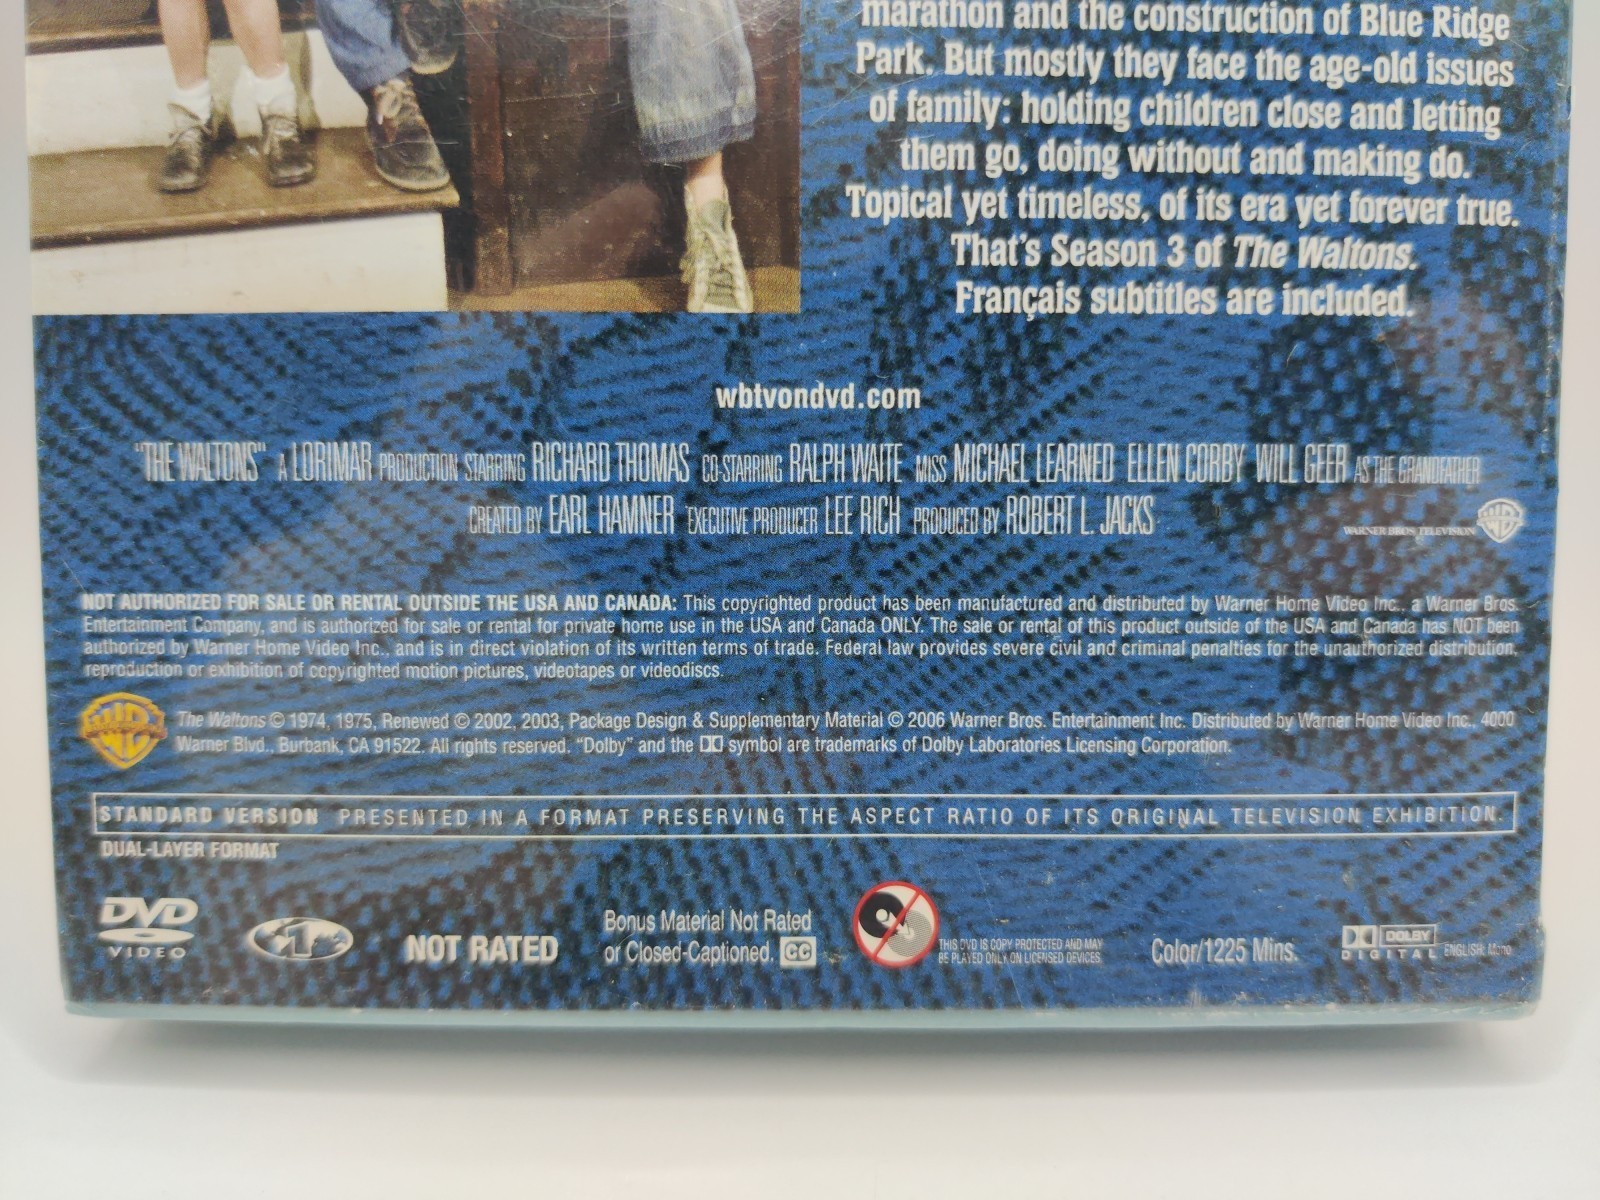 marathon and the construction of Blue Ridge
Park. But mostly they face the age-old issues
of family: holding children close and letting
them go, doing without and making do.
Topical yet timeless, of its era yet forever true.
That's Season 3 of The Waltons.
Français subtitles are included.
wbtvondvd.com
"THE WALTONS" A LORIMAR PRODUCTION STARRING RICHARD THOMAS CO-STARRING RALPH WAITE MISS MICHAEL LEARNED ELLEN CORBY WILL GEER AS THE GRANDFATHER
CREATED BY EARL HAMNER EXECUTIVE PRODUCER LEE RICH PRODUCED BY ROBERT L. JACKS
WARNER BROS TELEVISION WB
NOT AUTHORIZED FOR SALE OR RENTAL OUTSIDE THE USA AND CANADA: This copyrighted product has been manufactured and distributed by Warner Home Video Inc., a Warner Bros.
Entertainment Company, and is authorized for sale or rental for private home use in the USA and Canada ONLY. The sale or rental of this product outside of the USA and Canada has NOT been
authorized by Warner Home Video Inc., and is in direct violation of its written terms of trade. Federal law provides severe civil and criminal penalties for the unauthorized distribution,
reproduction or exhibition of copyrighted motion pictures, videotapes or videodiscs.
WB
The Waltons © 1974, 1975, Renewed © 2002, 2003, Package Design & Supplementary Material © 2006 Warner Bros. Entertainment Inc. Distributed by Warner Home Video Inc., 4000
Warner Blvd., Burbank, CA 91522. All rights reserved. "Dolby" and the DD symbol are trademarks of Dolby Laboratories Licensing Corporation.
STANDARD VERSION PRESENTED IN A FORMAT PRESERVING THE ASPECT RATIO OF ITS ORIGINAL TELEVISION EXHIBITION.
DUAL-LAYER FORMAT
DVD
VIDEO
1
NOT RATED
Bonus Material Not Rated
or Closed-Captioned. CC
THIS DVD IS COPY PROTECTED AND MAY
BE PLAYED ONLY ON LICENSED DEVICES.
Color/1225 Mins.
DOLBY
DIGITAL
ENGLISH: Mono